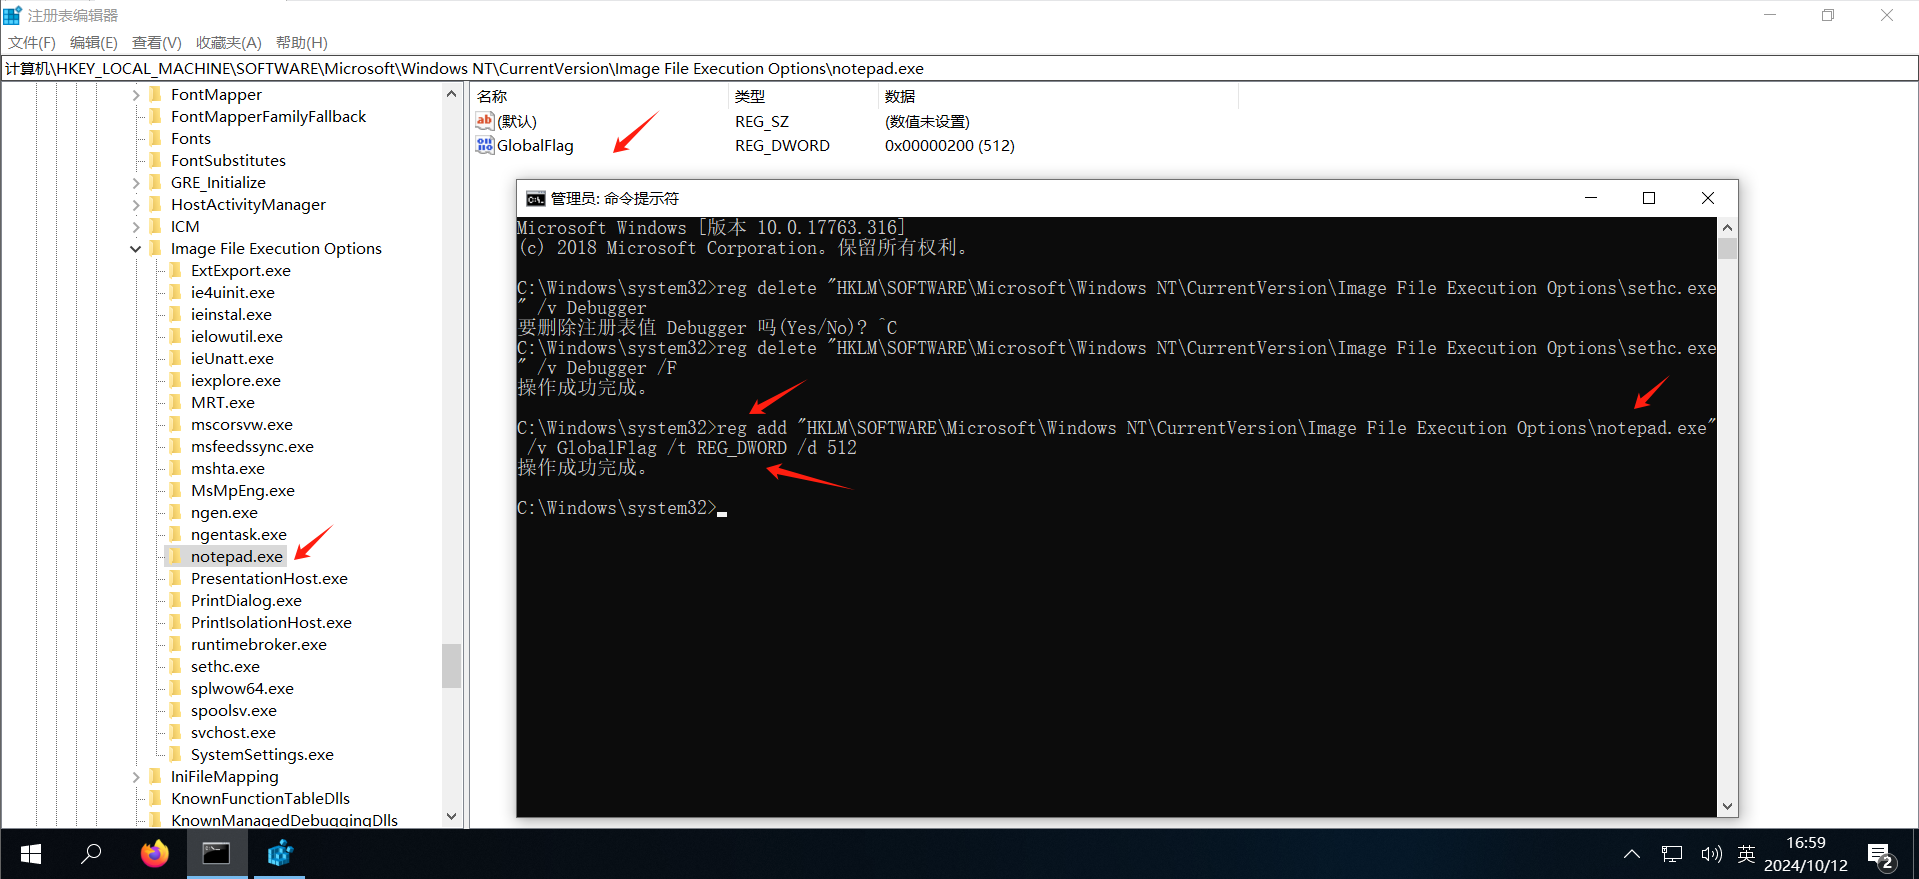 注册表编辑器
文件(F) 编辑(E) 查看(V) 收藏夹(A) 帮助(H)
计算机\HKEY_LOCAL_MACHINE\SOFTWARE\Microsoft\Windows NT\CurrentVersion\Image File Execution Options\notepad.exe
FontMapper
FontMapperFamilyFallback
Fonts
FontSubstitutes
GRE_Initialize
HostActivityManager
ICM
Image File Execution Options
ExtExport.exe
ie4uinit.exe
ieinstal.exe
ielowutil.exe
ieUnatt.exe
iexplore.exe
MRT.exe
mscorsvw.exe
msfeedssync.exe
mshta.exe
MsMpEng.exe
ngen.exe
ngentask.exe
notepad.exe
PresentationHost.exe
PrintDialog.exe
PrintIsolationHost.exe
runtimebroker.exe
sethc.exe
splwow64.exe
spoolsv.exe
svchost.exe
SystemSettings.exe
IniFileMapping
KnownFunctionTableDlls
KnownManagedDebuggingDlls
名称 类型 数据
(默认) REG_SZ (数值未设置)
GlobalFlag REG_DWORD 0x00000200 (512)
管理员: 命令提示符
Microsoft Windows [版本 10.0.17763.316]
(c) 2018 Microsoft Corporation。保留所有权利。
C:\Windows\system32>reg delete "HKLM\SOFTWARE\Microsoft\Windows NT\CurrentVersion\Image File Execution Options\sethc.exe
" /v Debugger
要删除注册表值 Debugger 吗(Yes/No)? ^C
C:\Windows\system32>reg delete "HKLM\SOFTWARE\Microsoft\Windows NT\CurrentVersion\Image File Execution Options\sethc.exe
" /v Debugger /F
操作成功完成。
C:\Windows\system32>reg add "HKLM\SOFTWARE\Microsoft\Windows NT\CurrentVersion\Image File Execution Options\notepad.exe"
/v GlobalFlag /t REG_DWORD /d 512
操作成功完成。
C:\Windows\system32>
英
16:59
2024/10/12
2